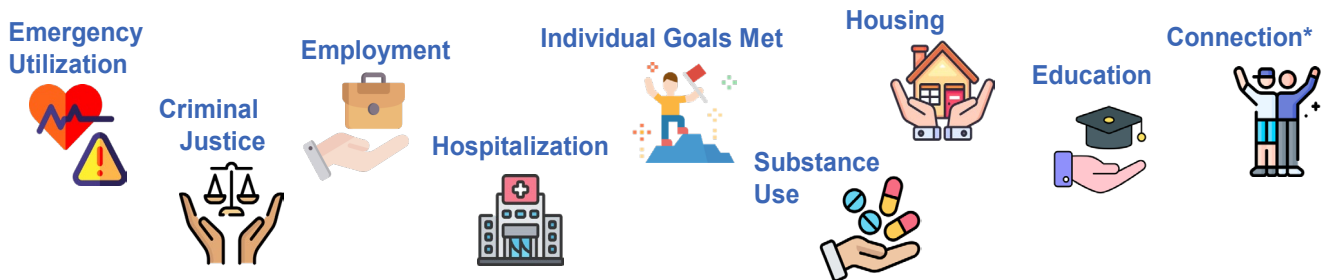 Emergency
Utilization
Criminal
Justice
Employment
Hospitalization
Individual Goals Met
Substance
Use
Housing
Education
Connection*